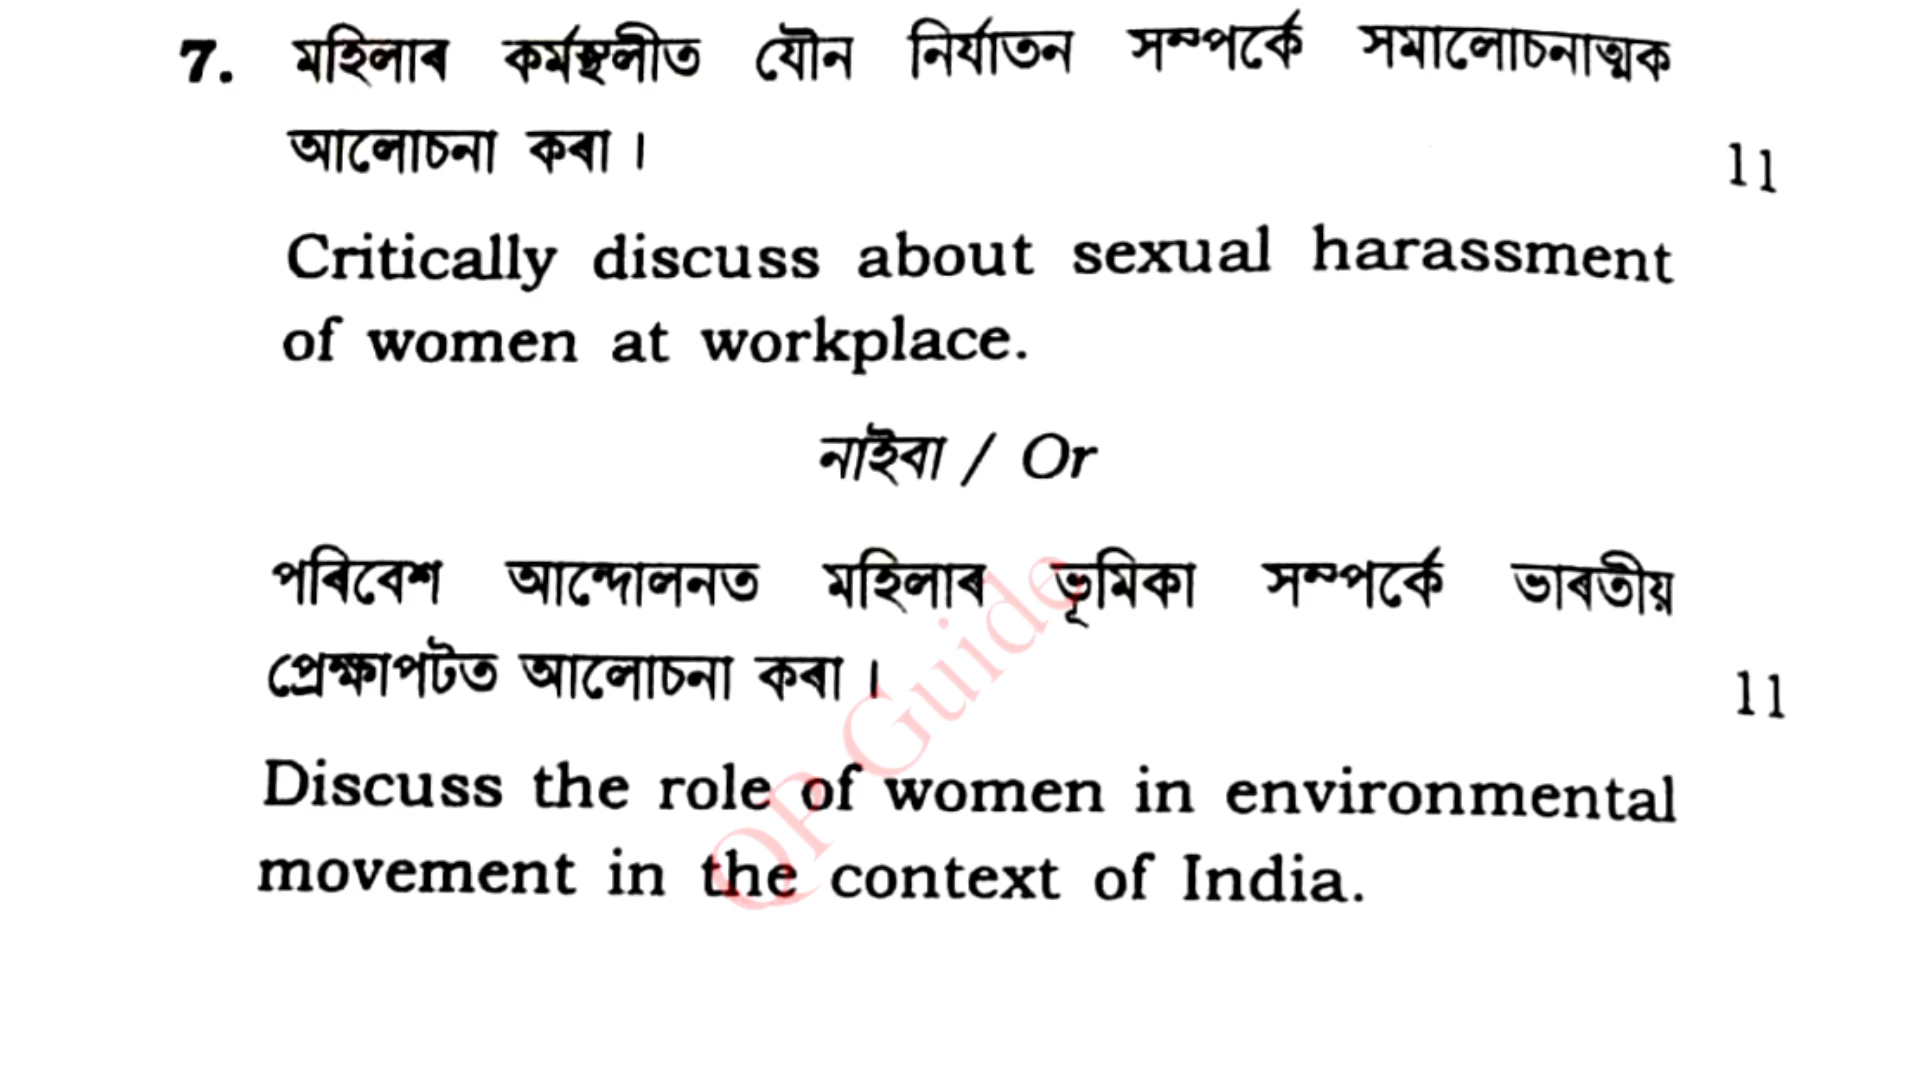 7. মহিলাৰ কৰ্মস্থলীত যৌন নিৰ্যাতন সম্পৰ্কে সমালোচনাত্মক
আলোচনা কৰা। 11
Critically discuss about sexual harassment
of women at workplace.
নাইবা / Or
পৰিবেশ আন্দোলনত মহিলাৰ ভূমিকা সম্পৰ্কে ভাৰতীয়
প্ৰেক্ষাপটত আলোচনা কৰা। 11
Discuss the role of women in environmental
movement in the context of India.
QP Guide